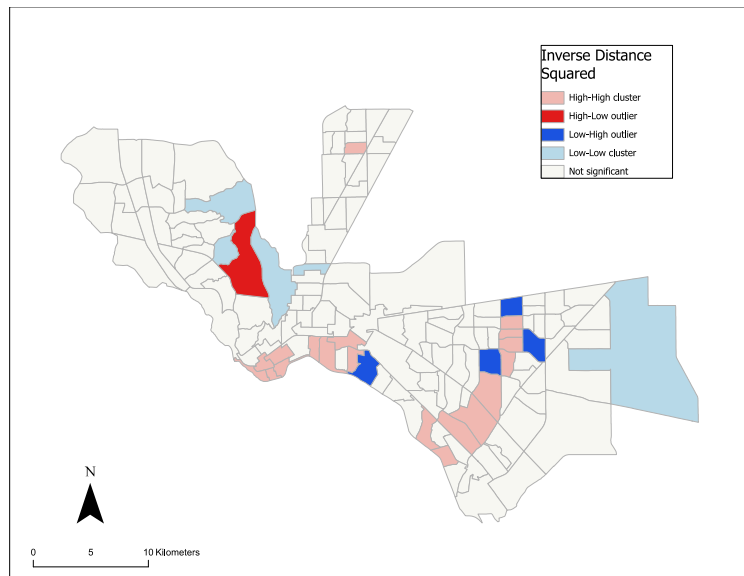 Inverse Distance
Squared
High-High cluster
High-Low outlier
Low-High outlier
Low-Low cluster
Not significant
N
0 5 10 Kilometers